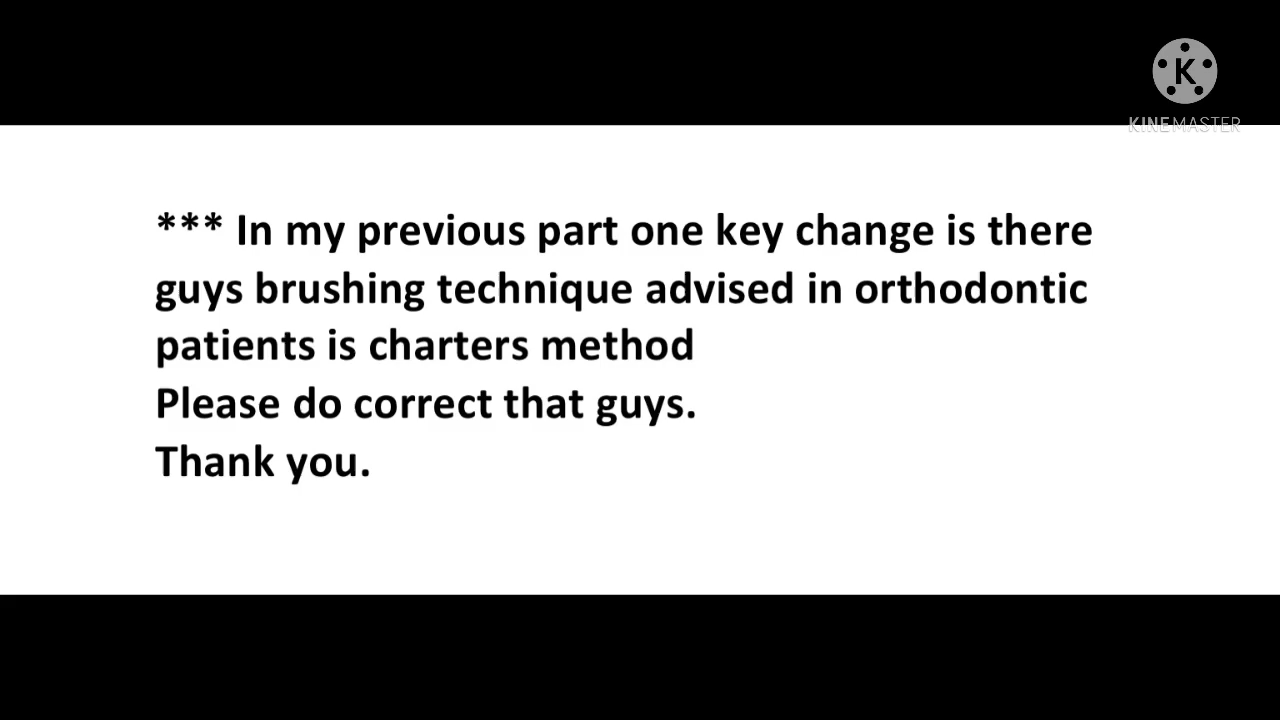 K
KINEMASTER
*** In my previous part one key change is there
guys brushing technique advised in orthodontic
patients is charters method
Please do correct that guys.
Thank you.